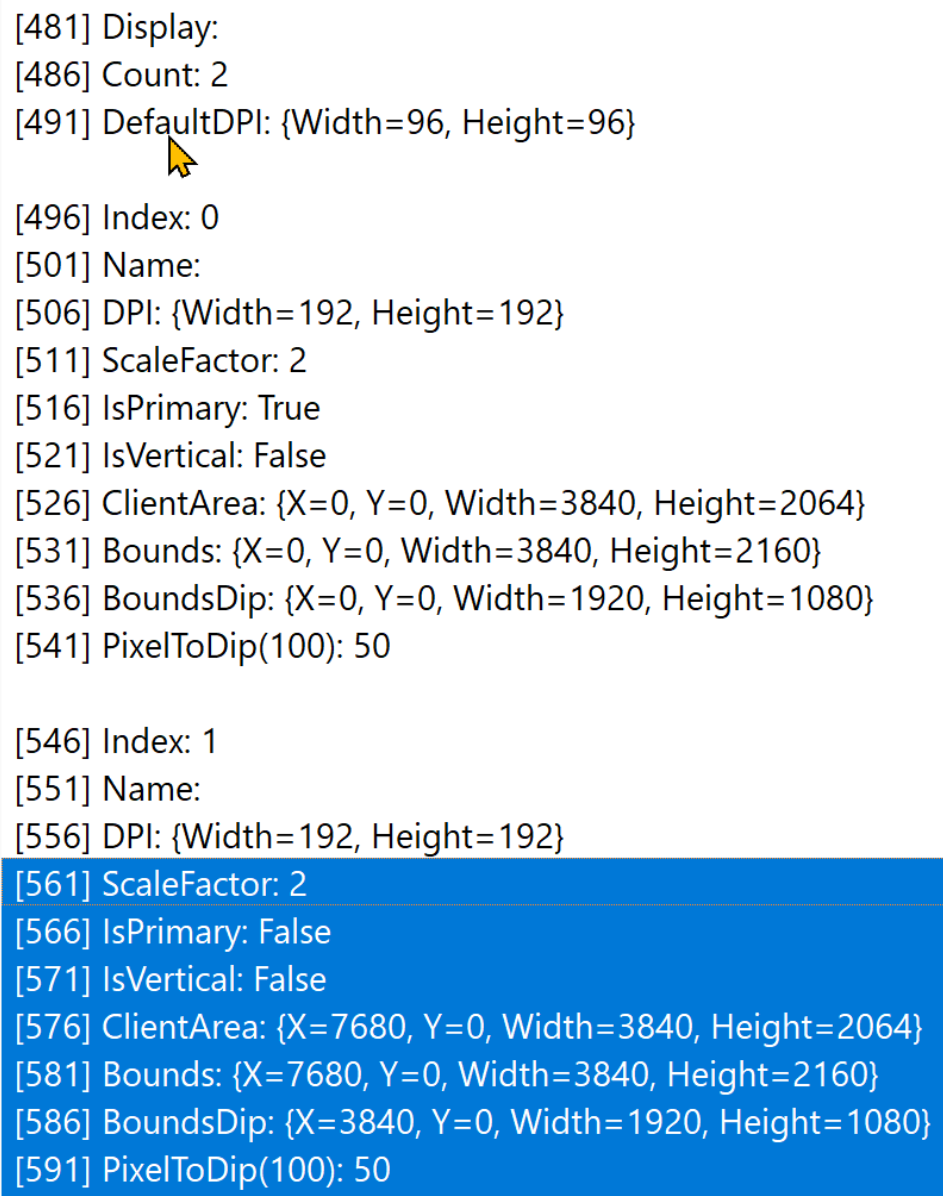 [481] Display:
[486] Count: 2
[491] DefaultDPI: {Width=96, Height=96}
[496] Index: 0
[501] Name:
[506] DPI: {Width=192, Height=192}
[511] ScaleFactor: 2
[516] IsPrimary: True
[521] IsVertical: False
[526] ClientArea: {X=0, Y=0, Width=3840, Height=2064}
[531] Bounds: {X=0, Y=0, Width=3840, Height=2160}
[536] BoundsDip: {X=0, Y=0, Width=1920, Height=1080}
[541] PixelToDip(100): 50
[546] Index: 1
[551] Name:
[556] DPI: {Width=192, Height=192}
[561] ScaleFactor: 2
[566] IsPrimary: False
[571] IsVertical: False
[576] ClientArea: {X=7680, Y=0, Width=3840, Height=2064}
[581] Bounds: {X=7680, Y=0, Width=3840, Height=2160}
[586] BoundsDip: {X=3840, Y=0, Width=1920, Height=1080}
[591] PixelToDip(100): 50